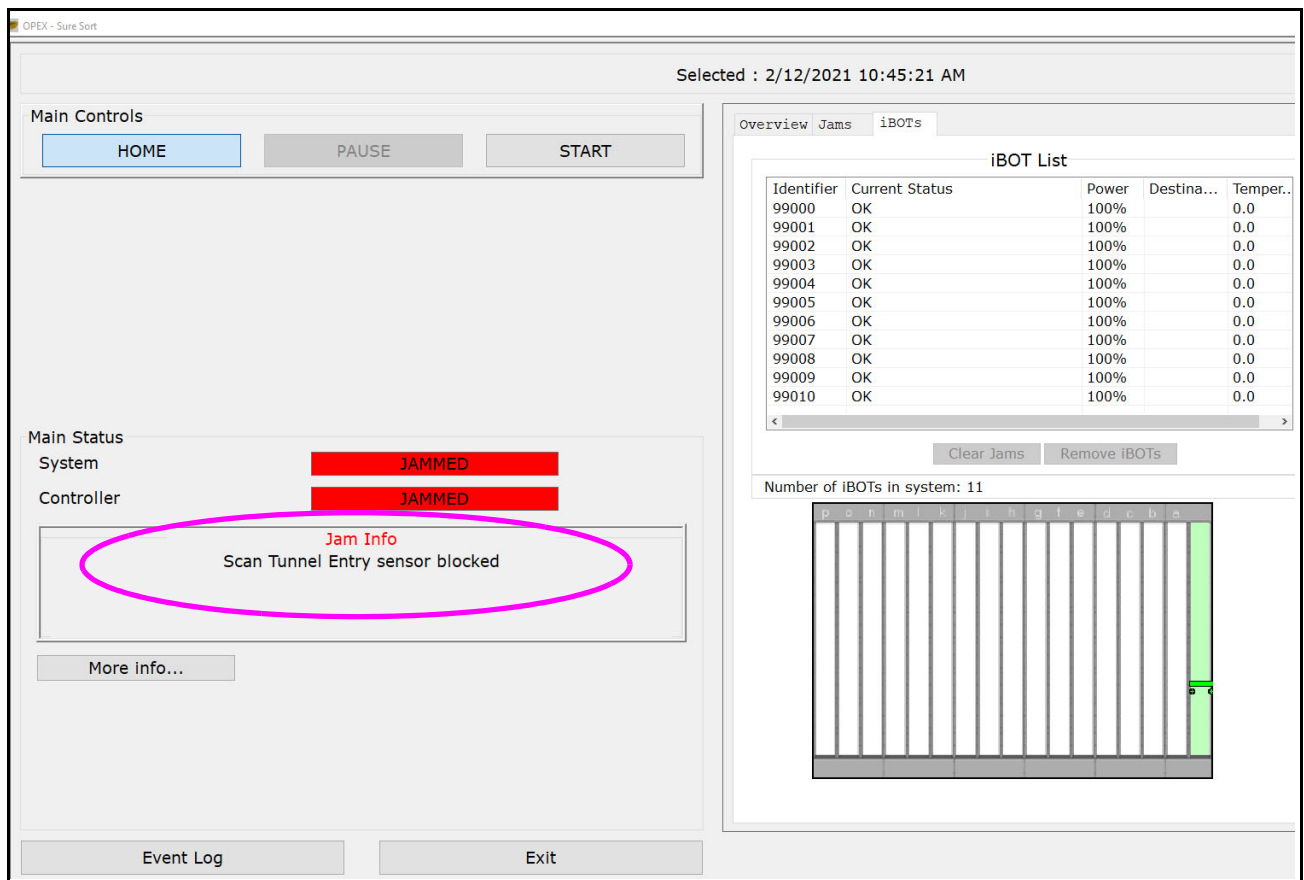 OPEX - Sure Sort
Selected : 2/12/2021 10:45:21 AM
Main Controls
HOME PAUSE START
Main Status
System JAMMED
Controller JAMMED
Jam Info
Scan Tunnel Entry sensor blocked
More info...
Event Log Exit
Overview Jams iBOTs
iBOT List
Identifier Current Status Power Destina... Temper..
99000 OK 100% 0.0
99001 OK 100% 0.0
99002 OK 100% 0.0
99003 OK 100% 0.0
99004 OK 100% 0.0
99005 OK 100% 0.0
99006 OK 100% 0.0
99007 OK 100% 0.0
99008 OK 100% 0.0
99009 OK 100% 0.0
99010 OK 100% 0.0
Clear Jams Remove iBOTs
Number of iBOTs in system: 11
p o n m l k j i h g f e d c b a